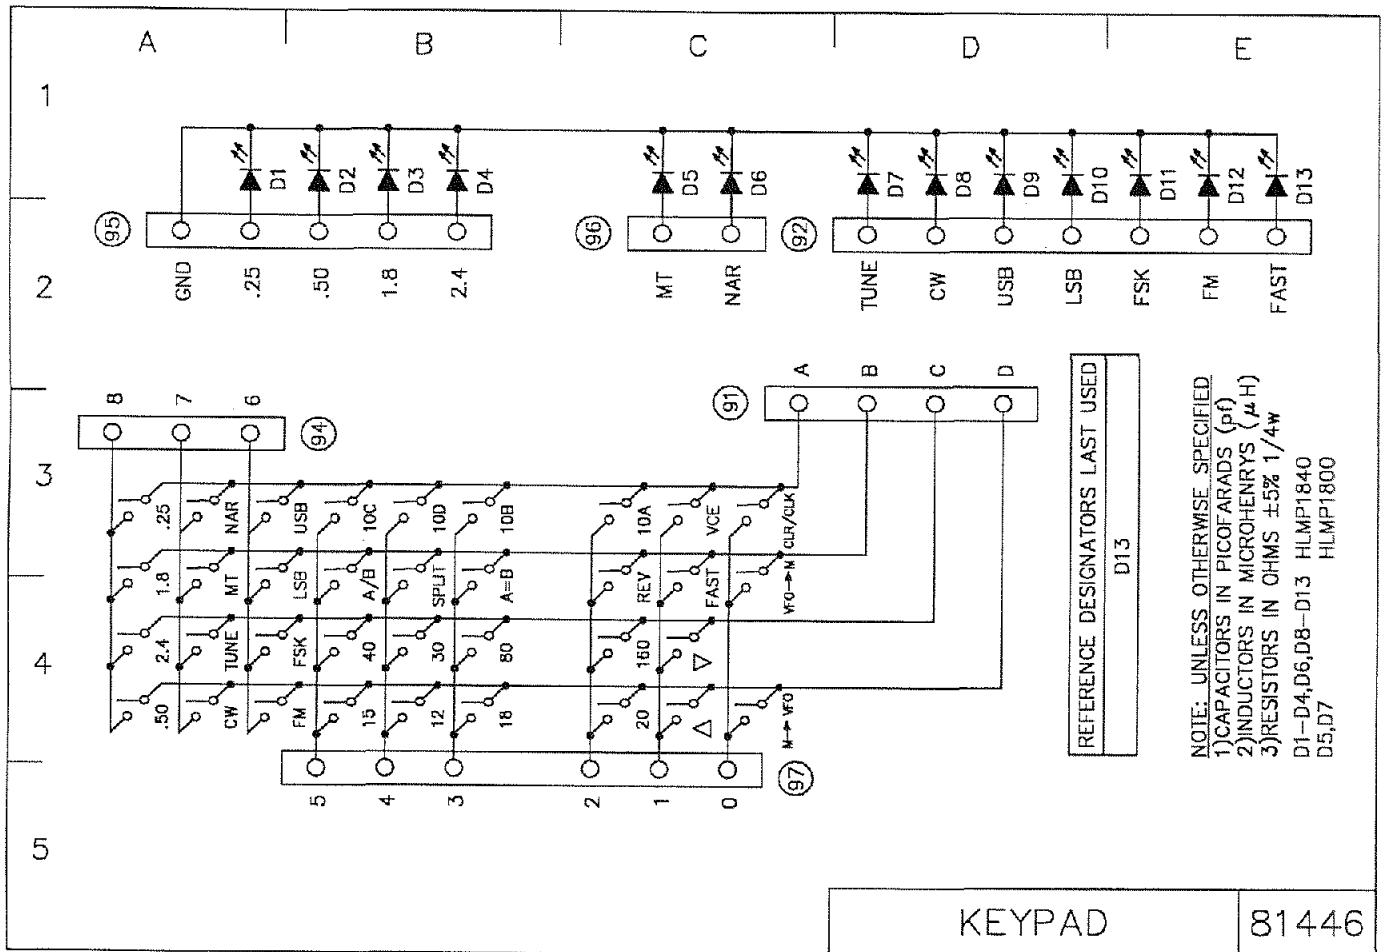 A B C D E
1
D1 D2 D3 D4 D5 D6 D7 D8 D9 D10 D11 D12 D13
95 96 92
2
GND .25 .50 1.8 2.4 MT NAR TUNE CW USB LSB FSK FM FAST
8 7 6
94
91
A B C D
3
.25 NAR USB 10C 10D 10B 10A VCE CLR/CLK
1.8 MT LSB A/B SPLIT A=B REV FAST VFO→M
4
2.4 TUNE FSK 40 30 80 160 ▽
.50 CW FM 15 12 18 20 △ M→VFO
97
5 4 3 2 1 0
5
REFERENCE DESIGNATORS LAST USED
D13
NOTE: UNLESS OTHERWISE SPECIFIED
1)CAPACITORS IN PICOFARADS (pf)
2)INDUCTORS IN MICROHENRYS (μH)
3)RESISTORS IN OHMS ±5% 1/4w
D1-D4,D6,D8-D13 HLMP1840
D5,D7 HLMP1800
KEYPAD
81446